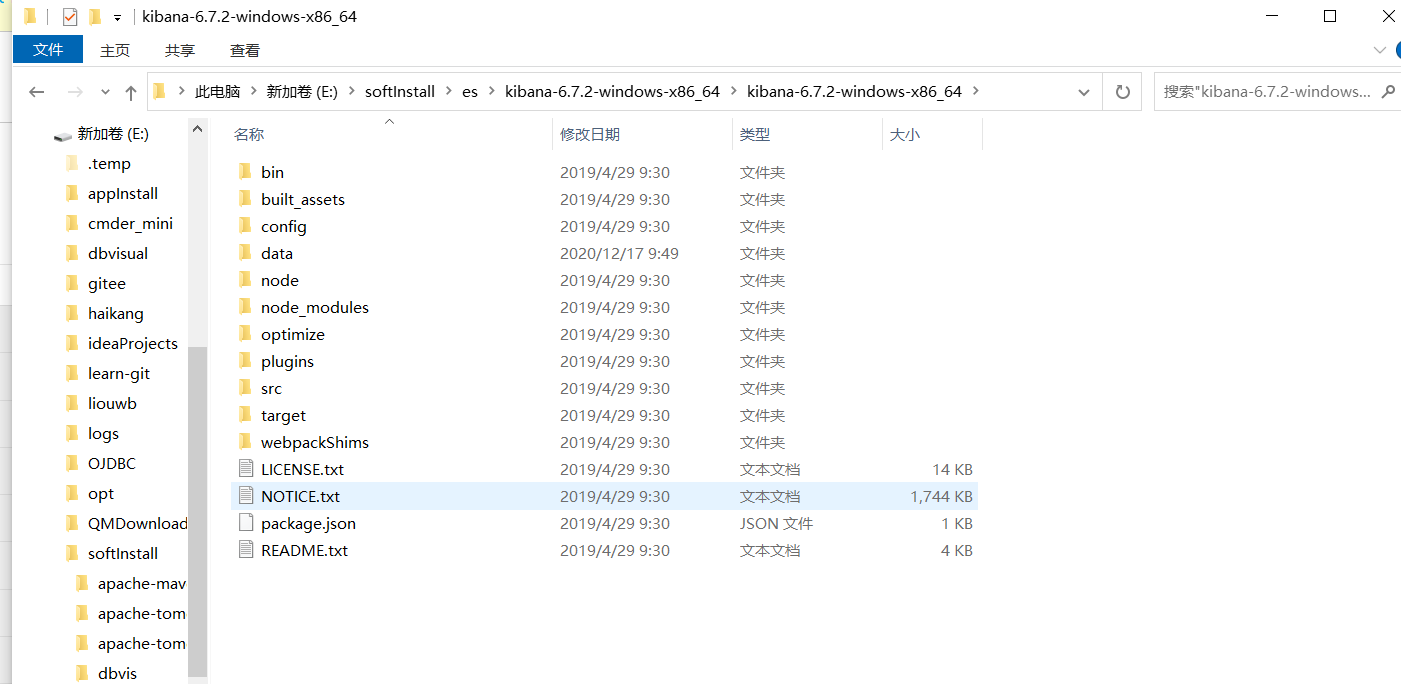 kibana-6.7.2-windows-x86_64
文件 主页 共享 查看
此电脑 新加卷 (E:) softInstall es kibana-6.7.2-windows-x86_64 kibana-6.7.2-windows-x86_64 搜索"kibana-6.7.2-windows...
新加卷 (E:)
.temp
appInstall
cmder_mini
dbvisual
gitee
haikang
ideaProjects
learn-git
liouwb
logs
OJDBC
opt
QMDownload
softInstall
apache-mav
apache-tom
apache-tom
dbvis
名称 修改日期 类型 大小
bin 2019/4/29 9:30 文件夹
built_assets 2019/4/29 9:30 文件夹
config 2019/4/29 9:30 文件夹
data 2020/12/17 9:49 文件夹
node 2019/4/29 9:30 文件夹
node_modules 2019/4/29 9:30 文件夹
optimize 2019/4/29 9:30 文件夹
plugins 2019/4/29 9:30 文件夹
src 2019/4/29 9:30 文件夹
target 2019/4/29 9:30 文件夹
webpackShims 2019/4/29 9:30 文件夹
LICENSE.txt 2019/4/29 9:30 文本文档 14 KB
NOTICE.txt 2019/4/29 9:30 文本文档 1,744 KB
package.json 2019/4/29 9:30 JSON 文件 1 KB
README.txt 2019/4/29 9:30 文本文档 4 KB